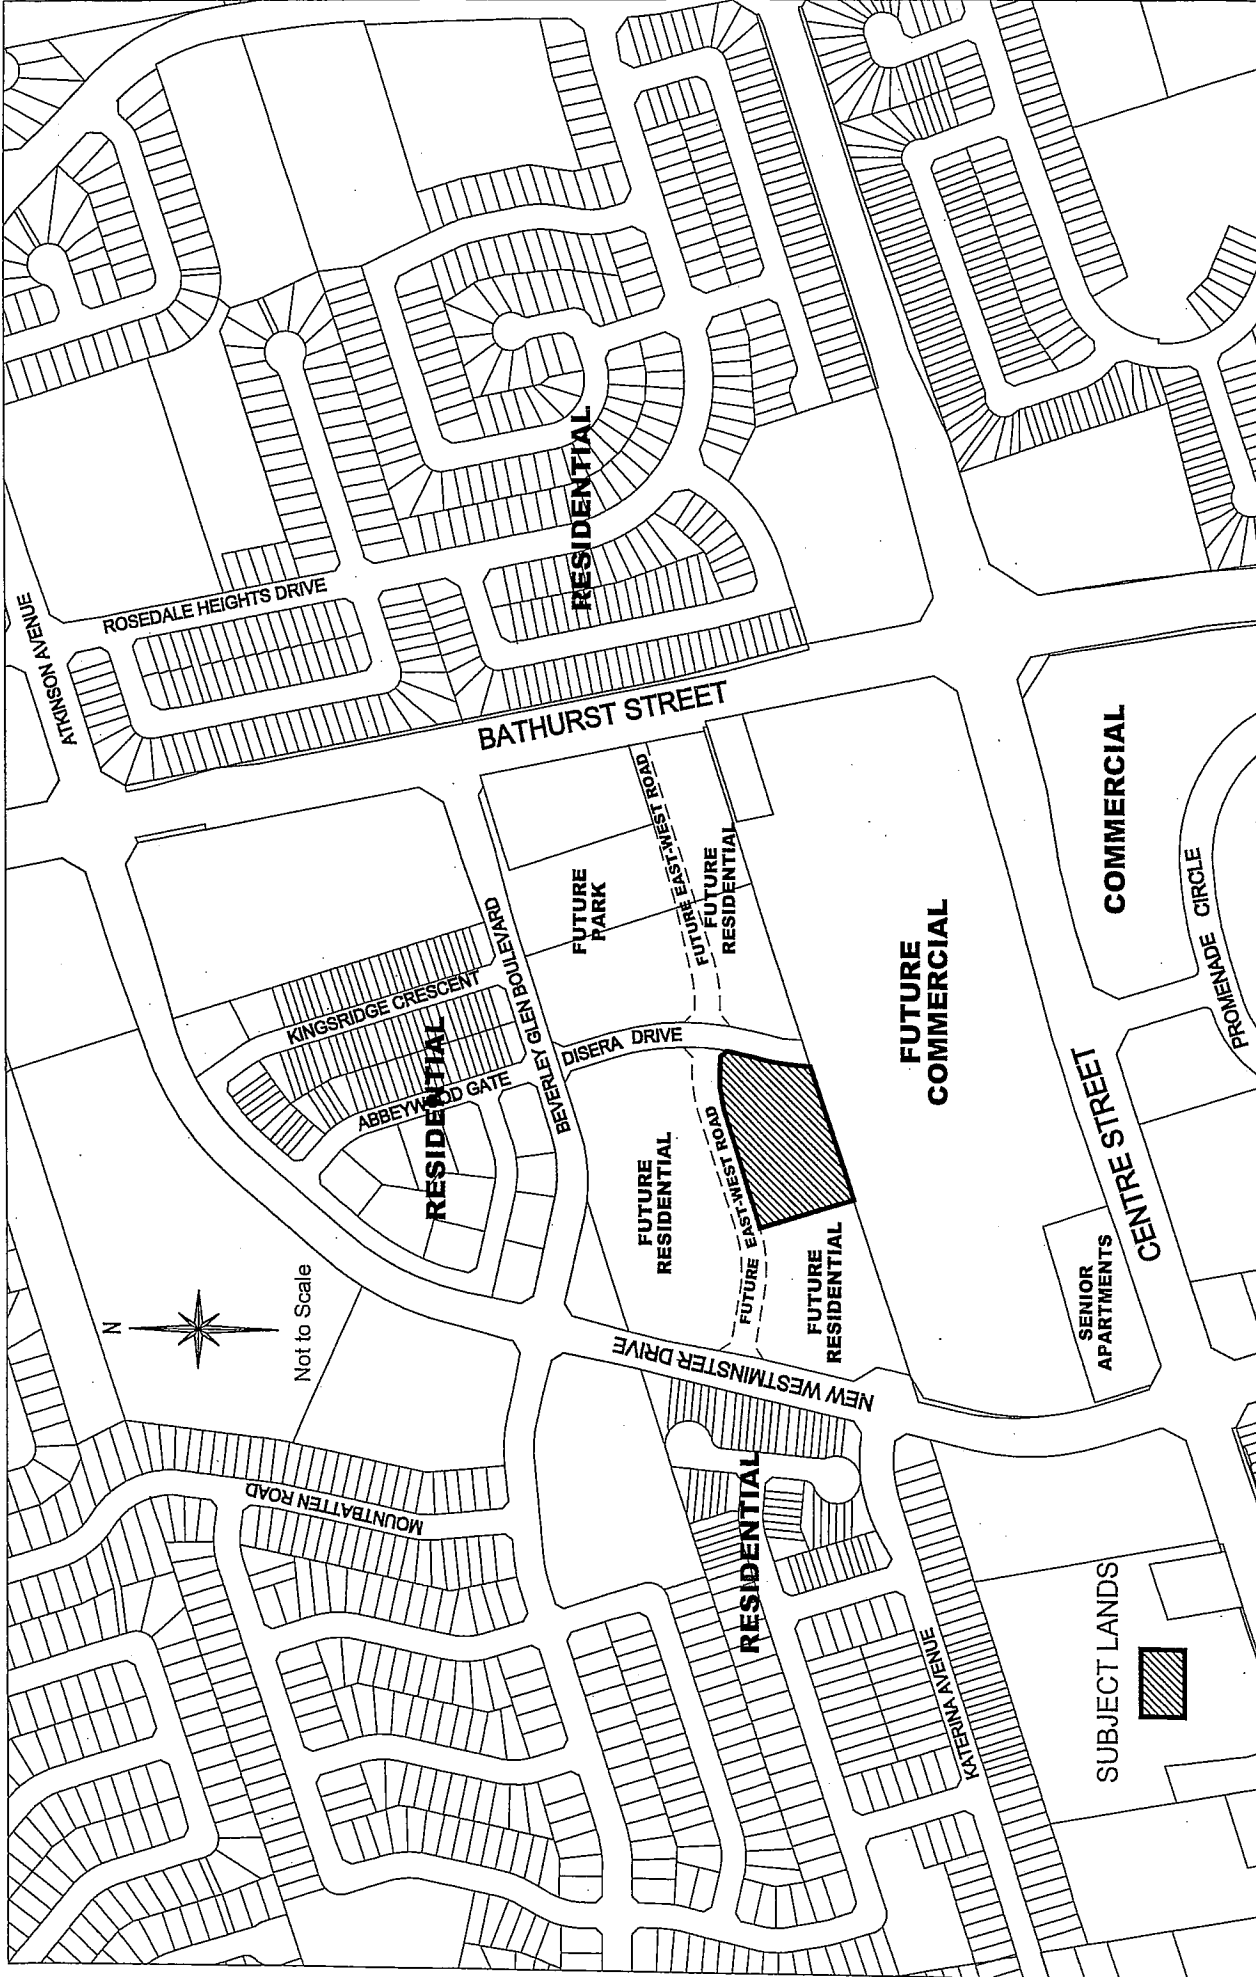 N
Not to Scale
MOUNTBATTEN ROAD
ATKINSON AVENUE
ROSEDALE HEIGHTS DRIVE
KINGSRIDGE CRESCENT
RESIDENTIAL
ABBEYWOOD GATE
BEVERLEY GLEN BOULEVARD
BATHURST STREET
RESIDENTIAL
DISERA DRIVE
FUTURE
PARK
FUTURE EAST-WEST ROAD
FUTURE
RESIDENTIAL
FUTURE
RESIDENTIAL
FUTURE EAST-WEST ROAD
FUTURE
RESIDENTIAL
NEW WESTMINSTER DRIVE
RESIDENTIAL
KATERINA AVENUE
FUTURE
COMMERCIAL
SENIOR
APARTMENTS
CENTRE STREET
COMMERCIAL
PROMENADE CIRCLE
SUBJECT LANDS